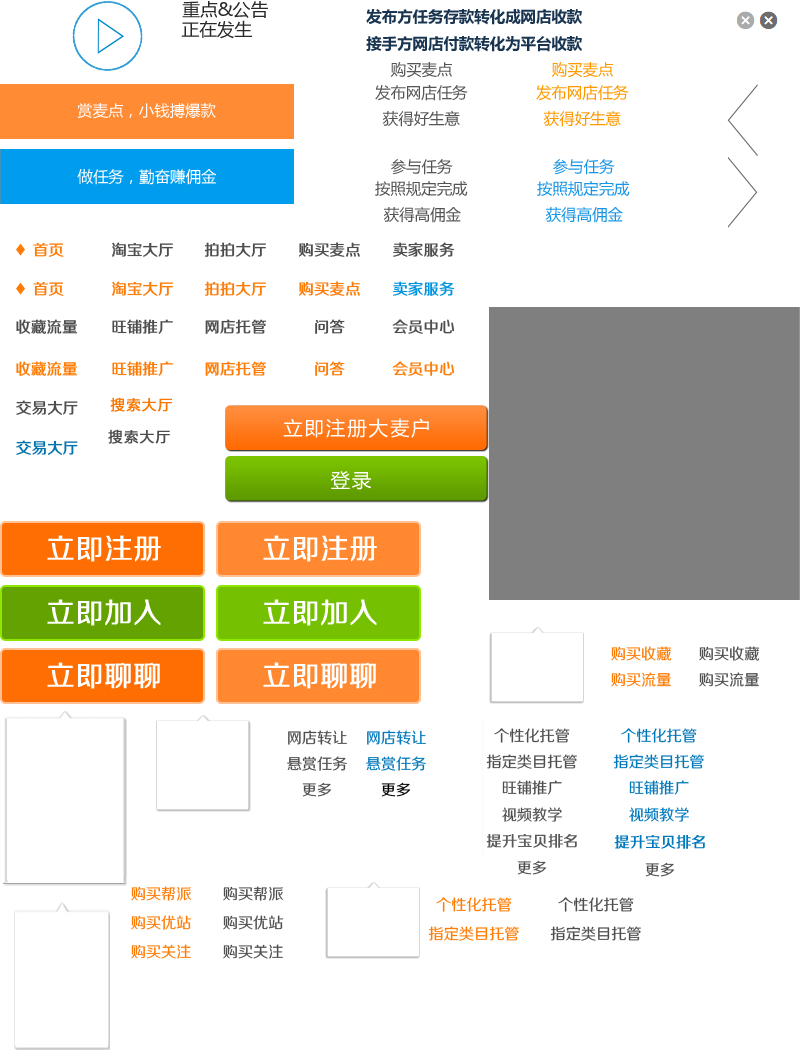 重点&公告
正在发生
发布方任务存款转化成网店收款
接手方网店付款转化为平台收款
购买麦点 购买麦点
发布网店任务 发布网店任务
获得好生意 获得好生意
赏麦点，小钱搏爆款
做任务，勤奋赚佣金
参与任务 参与任务
按照规定完成 按照规定完成
获得高佣金 获得高佣金
首页 淘宝大厅 拍拍大厅 购买麦点 卖家服务
首页 淘宝大厅 拍拍大厅 购买麦点 卖家服务
收藏流量 旺铺推广 网店托管 问答 会员中心
收藏流量 旺铺推广 网店托管 问答 会员中心
交易大厅 搜索大厅
交易大厅 搜索大厅
立即注册大麦户
登录
立即注册 立即注册
立即加入 立即加入
立即聊聊 立即聊聊
购买收藏 购买收藏
购买流量 购买流量
网店转让 网店转让
悬赏任务 悬赏任务
更多 更多
个性化托管 个性化托管
指定类目托管 指定类目托管
旺铺推广 旺铺推广
视频教学 视频教学
提升宝贝排名 提升宝贝排名
更多 更多
购买帮派 购买帮派
购买优站 购买优站
购买关注 购买关注
个性化托管 个性化托管
指定类目托管 指定类目托管